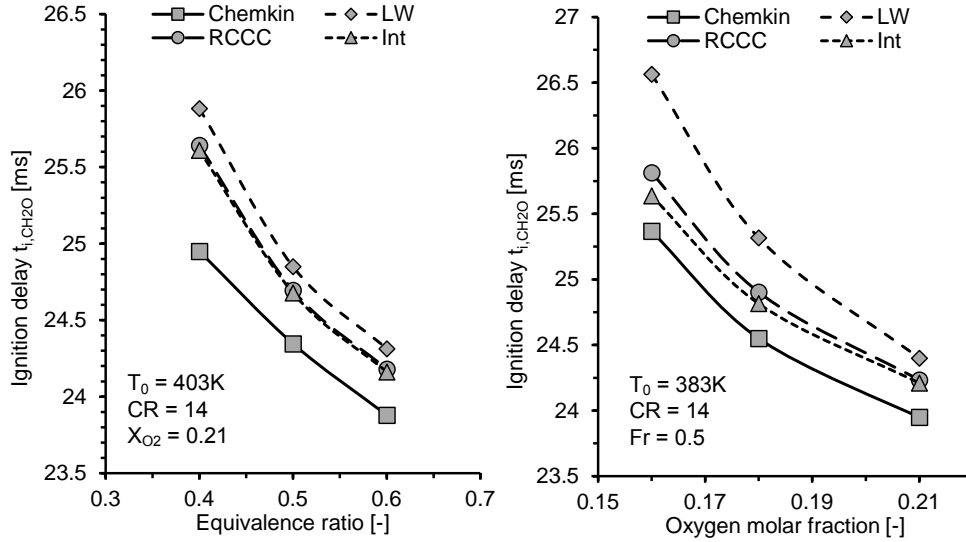 Chemkin LW
RCCC Int
26.5
26
25.5
25
24.5
24
23.5
Ignition delay t_i,CH2O [ms]
T_0 = 403K
CR = 14
X_O2 = 0.21
0.3 0.4 0.5 0.6 0.7
Equivalence ratio [-]
Chemkin LW
RCCC Int
27
26.5
26
25.5
25
24.5
24
23.5
Ignition delay t_i,CH2O [ms]
T_0 = 383K
CR = 14
Fr = 0.5
0.15 0.17 0.19 0.21
Oxygen molar fraction [-]